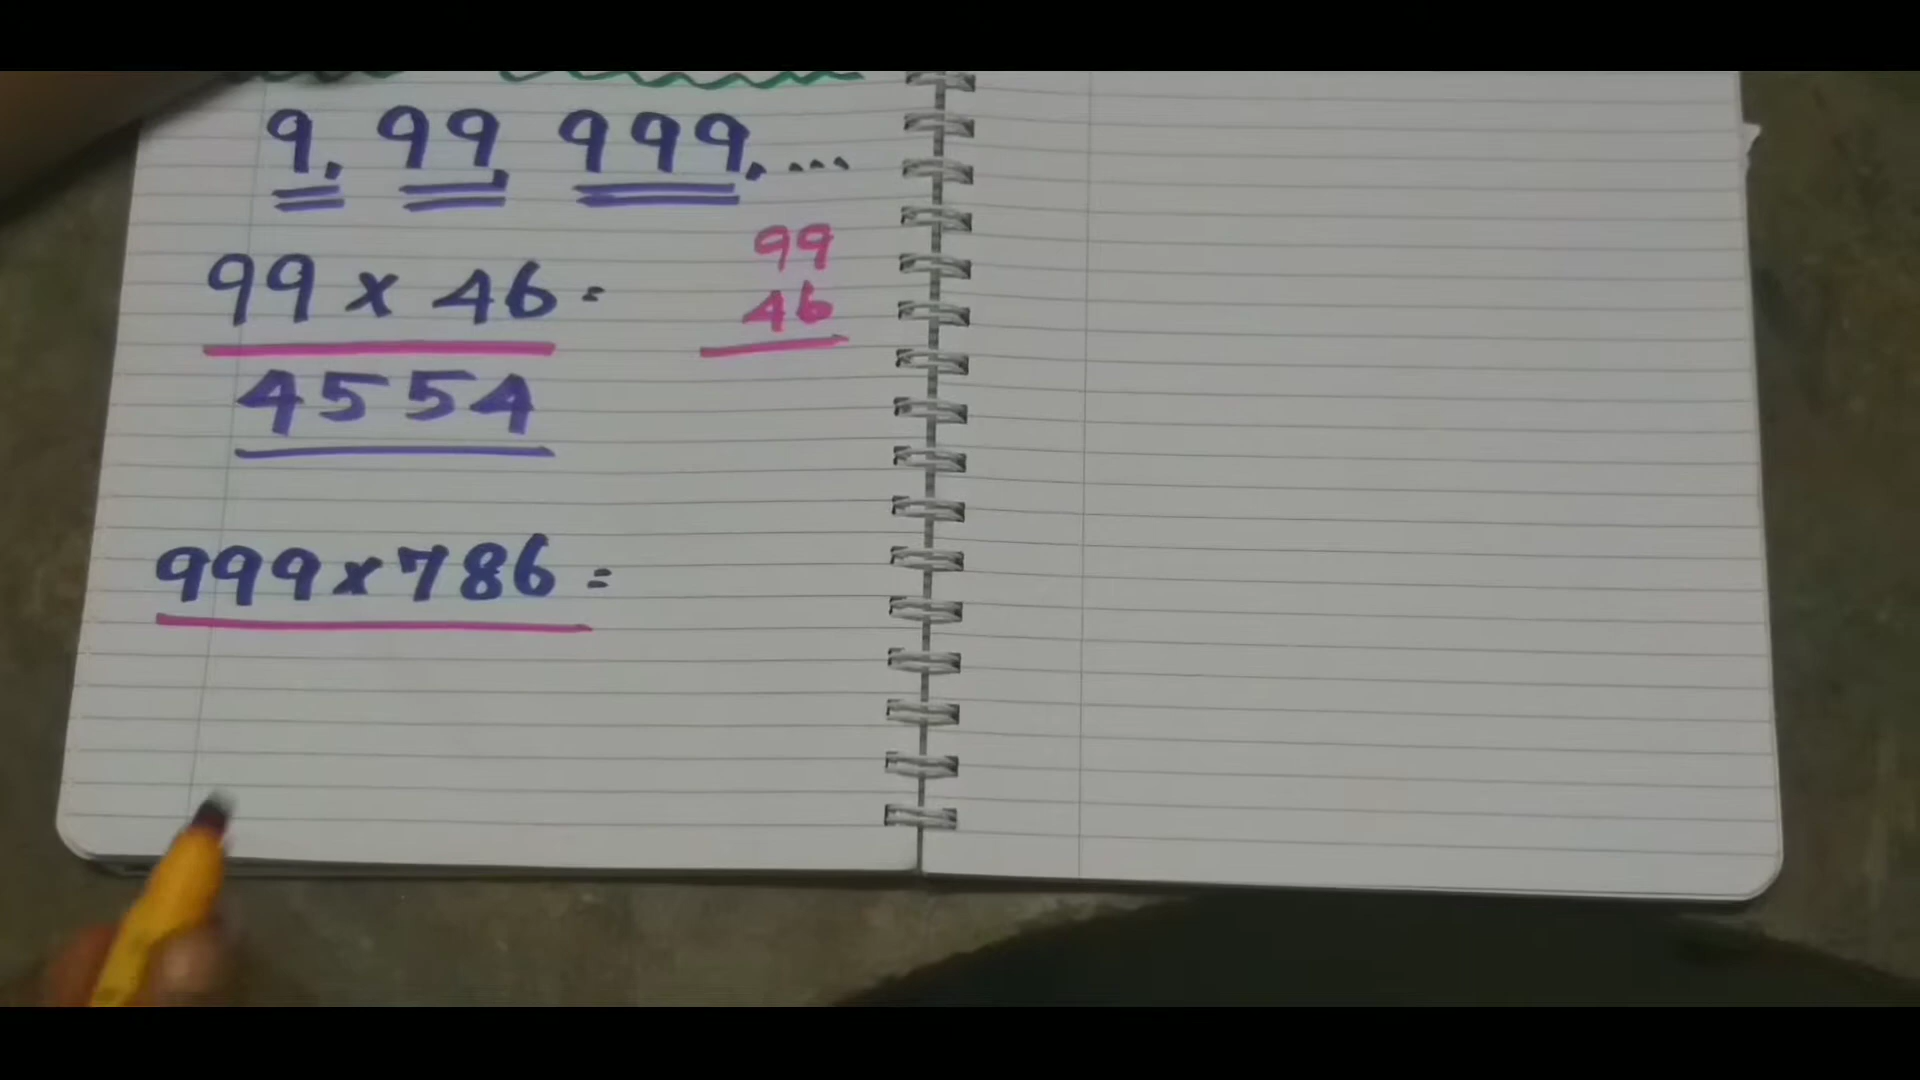 9, 99, 999, ....
99 x 46 =
99
46
4554
999 x 786 =